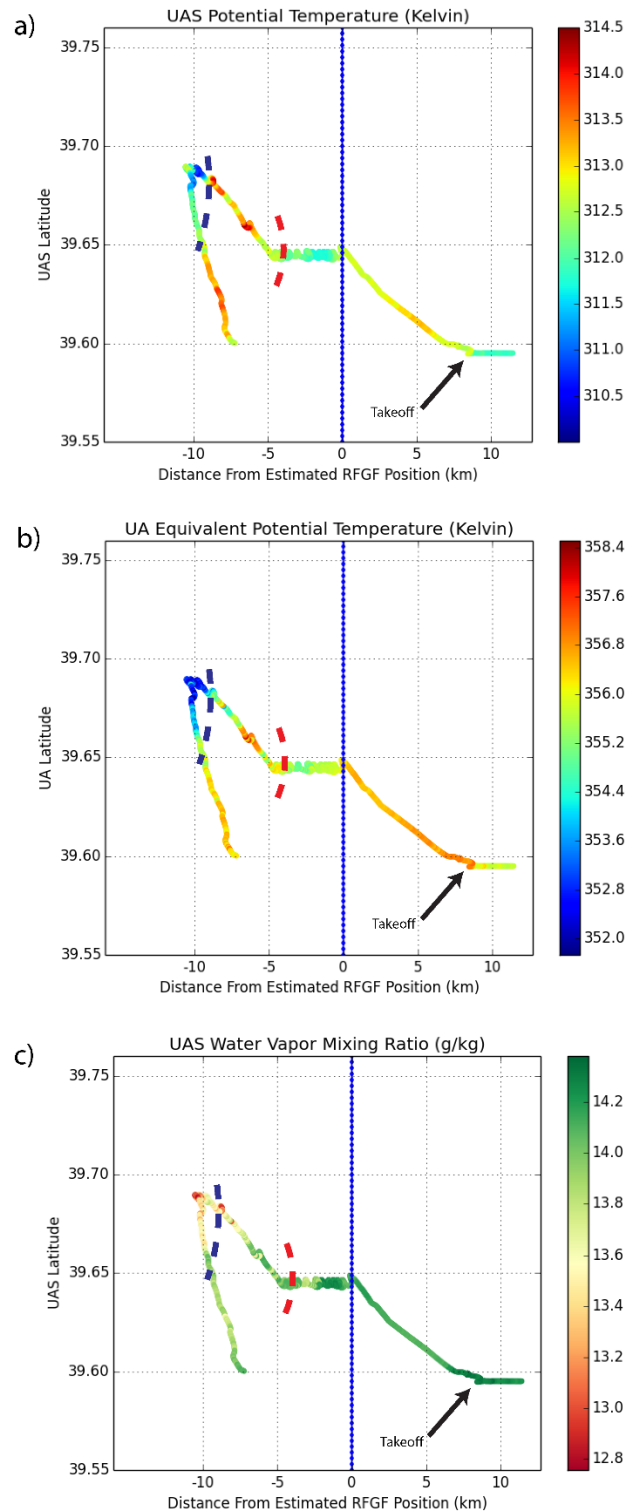 a)
UAS Potential Temperature (Kelvin)
314.5
314.0
313.5
313.0
312.5
312.0
311.5
311.0
310.5
39.75
39.70
39.65
39.60
39.55
UAS Latitude
Takeoff
-10 -5 0 5 10
Distance From Estimated RFGF Position (km)
b)
UA Equivalent Potential Temperature (Kelvin)
358.4
357.6
356.8
356.0
355.2
354.4
353.6
352.8
352.0
39.75
39.70
39.65
39.60
39.55
UA Latitude
Takeoff
-10 -5 0 5 10
Distance From Estimated RFGF Position (km)
c)
UAS Water Vapor Mixing Ratio (g/kg)
14.2
14.0
13.8
13.6
13.4
13.2
13.0
12.8
39.75
39.70
39.65
39.60
39.55
UAS Latitude
Takeoff
-10 -5 0 5 10
Distance From Estimated RFGF Position (km)